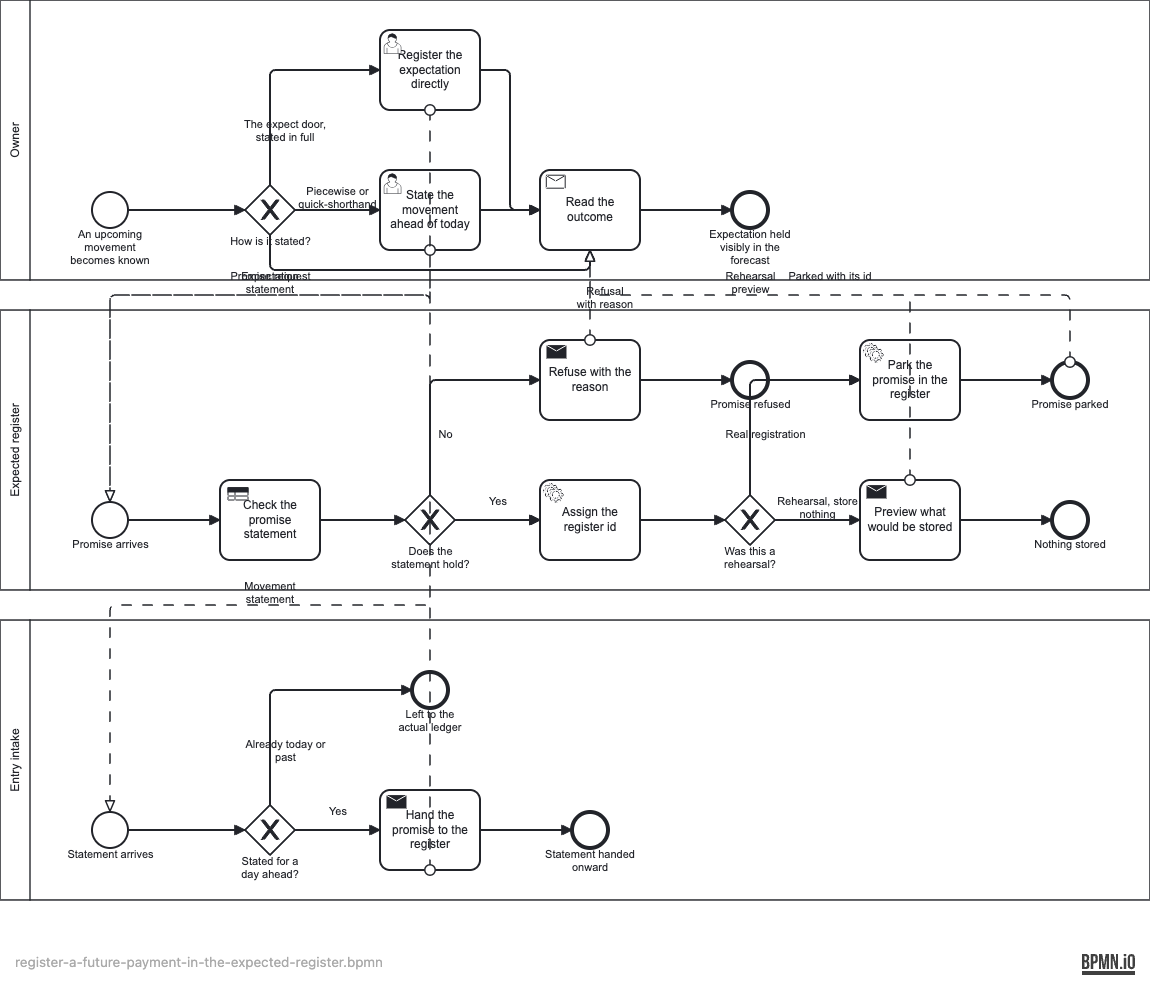 Owner
Register the
expectation
directly
The expect door,
stated in full
Piecewise or
quick-shorthand
State the
movement
ahead of today
Read the
outcome
An upcoming
movement
becomes known
How is it stated?
Expectation held
visibly in the
forecast
Promise request
Expectation
statement
Rehearsal
preview
Parked with its id
Refusal
with reason
Expected register
Refuse with the
reason
Promise refused
Park the
promise in the
register
Promise parked
No
Real registration
Check the
promise
statement
Yes
Assign the
register id
Rehearsal, store
nothing
Preview what
would be stored
Promise arrives
Does the
statement hold?
Was this a
rehearsal?
Nothing stored
Movement
statement
Entry intake
Left to the
actual ledger
Already today or
past
Yes
Hand the
promise to the
register
Statement arrives
Stated for a
day ahead?
Statement handed
onward
register-a-future-payment-in-the-expected-register.bpmn
BPMN.iO